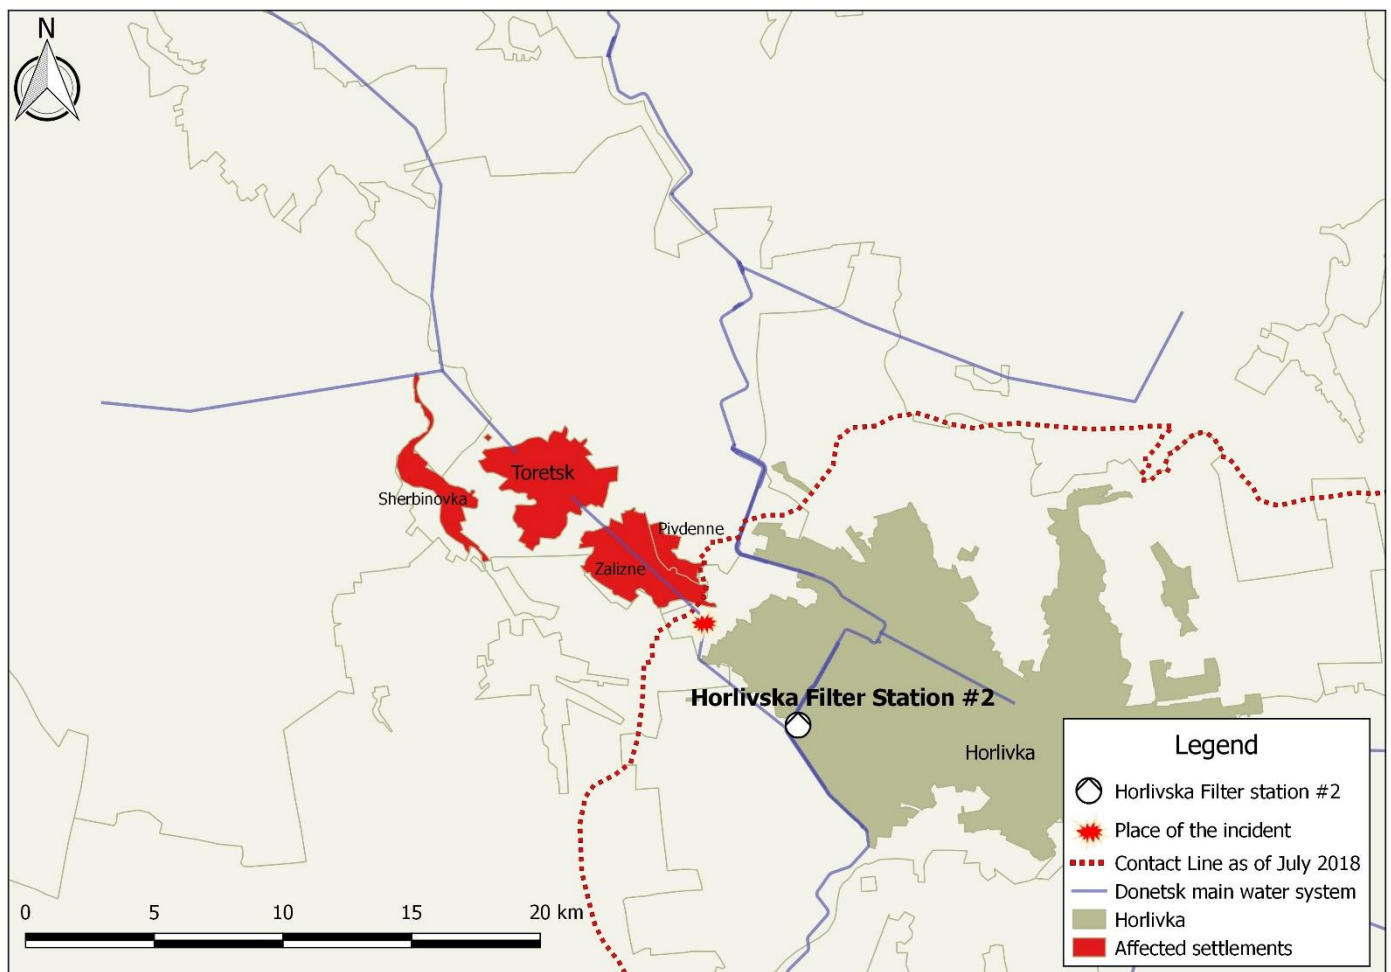 N
Toretsk
Sherbinovka
Pivdenne
Zalizne
Horlivska Filter Station #2
Horlivka
Legend
Horlivska Filter station #2
Place of the incident
Contact Line as of July 2018
Donetsk main water system
Horlivka
Affected settlements
0 5 10 15 20 km